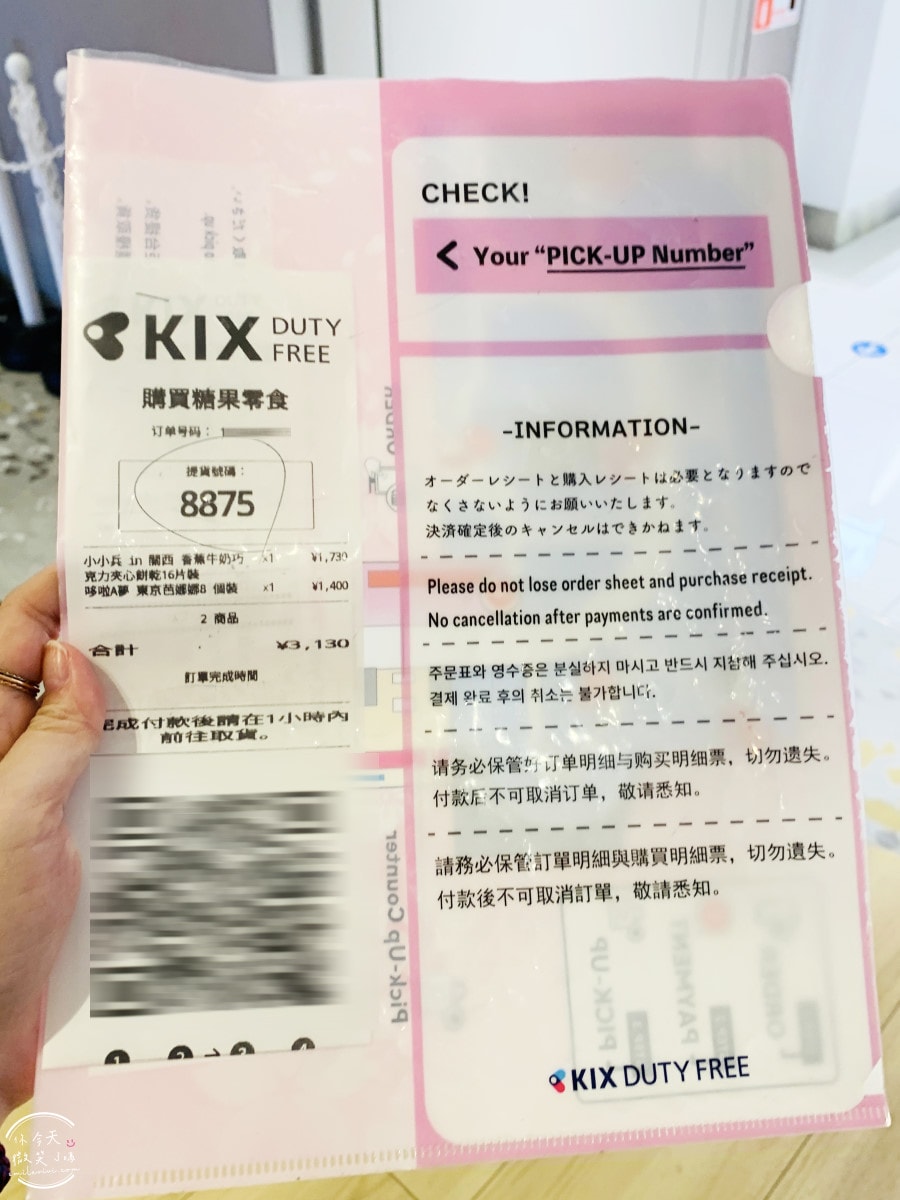 KIX DUTY FREE
購買糖果零食
订单号码：
提貨號碼：
8875
小小兵 in 關西 香蕉牛奶巧 x1 ¥1,730
克力夾心餅乾16片裝
哆啦A夢 東京芭娜娜8 個裝 x1 ¥1,400
2 商品
合計 ¥3,130
訂單完成時間
完成付款後請在1小時內
前往取貨。
Pick-Up Counter
CHECK!
< Your “PICK-UP Number”
-INFORMATION-
オーダーレシートと購入レシートは必要となりますので
なくさないようにお願いいたします。
決済確定後のキャンセルはできかねます。
Please do not lose order sheet and purchase receipt.
No cancellation after payments are confirmed.
주문표와 영수증은 분실하지 마시고 반드시 지참해 주십시오.
결제 완료 후의 취소는 불가합니다.
请务必保管好订单明细与购买明细票，切勿遗失。
付款后不可取消订单，敬请悉知。
請務必保管訂單明細與購買明細票，切勿遺失。
付款後不可取消訂單，敬請悉知。
PICK-UP
PAYMENT
ORDER
KIX DUTY FREE
你今天
微笑了嗎